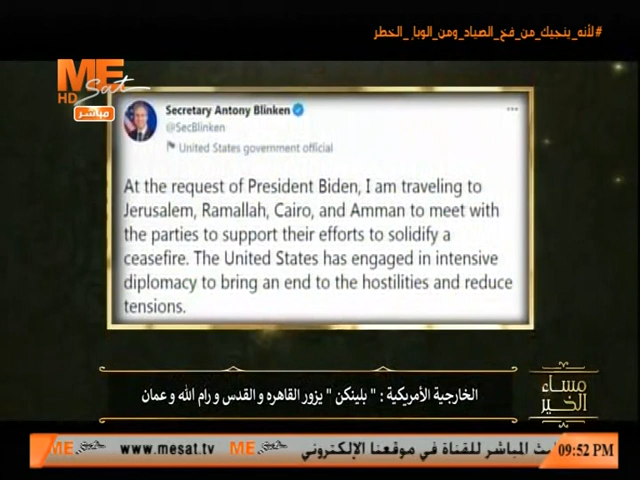 #لأنه_ينجيك_من_فخ_الصياد_ومن_الوبا_الخطر
ME Sat
HD
مباشر
Secretary Antony Blinken
@SecBlinken
United States government official
At the request of President Biden, I am traveling to
Jerusalem, Ramallah, Cairo, and Amman to meet with
the parties to support their efforts to solidify a
ceasefire. The United States has engaged in intensive
diplomacy to bring an end to the hostilities and reduce
tensions.
الخارجية الأمريكية : " بلينكن " يزور القاهره و القدس و رام الله و عمان
مساء
الخير
ME Sat www.mesat.tv ME Sat المباشر للقناة في موقعنا الإلكتروني
09:52 PM